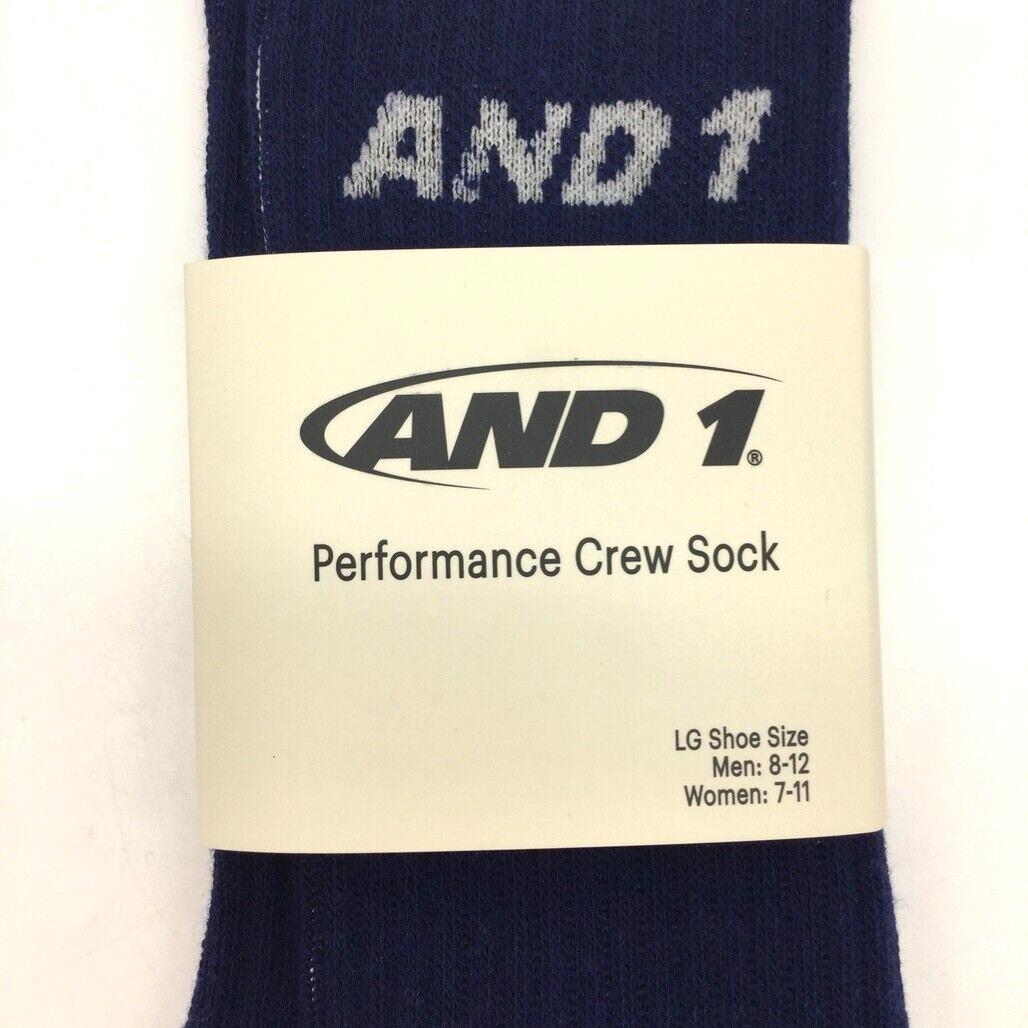 AND 1
AND 1®
Performance Crew Sock
LG Shoe Size
Men: 8-12
Women: 7-11